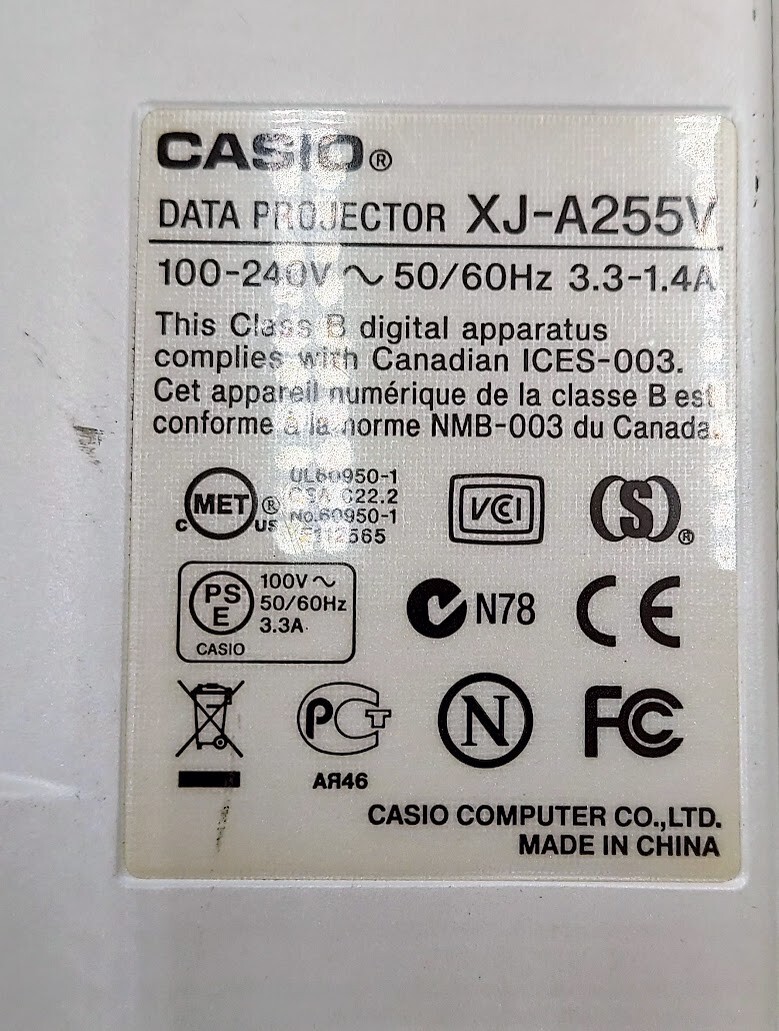 CASIO®
DATA PROJECTOR XJ-A255V
100-240V ∼ 50/60Hz 3.3-1.4A
This Class B digital apparatus
complies with Canadian ICES-003.
Cet appareil numérique de la classe B est
conforme à la norme NMB-003 du Canada.
C MET ® US
UL60950-1
CSA C22.2
No.60950-1
VCI
S®
PS
E
CASIO
100V ∼
50/60Hz
3.3A
N78
CE
РСТ
АЯ46
N
FC
CASIO COMPUTER CO.,LTD.
MADE IN CHINA